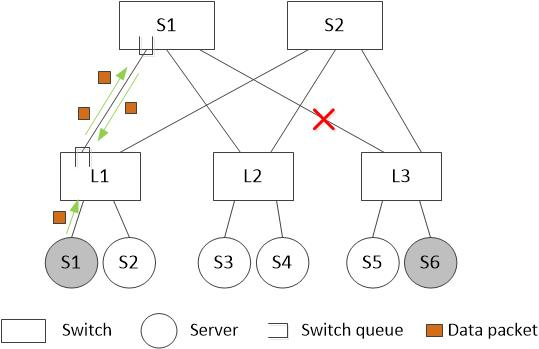 S1 S2
L1 L2 L3
S1 S2 S3 S4 S5 S6
Switch Server Switch queue Data packet